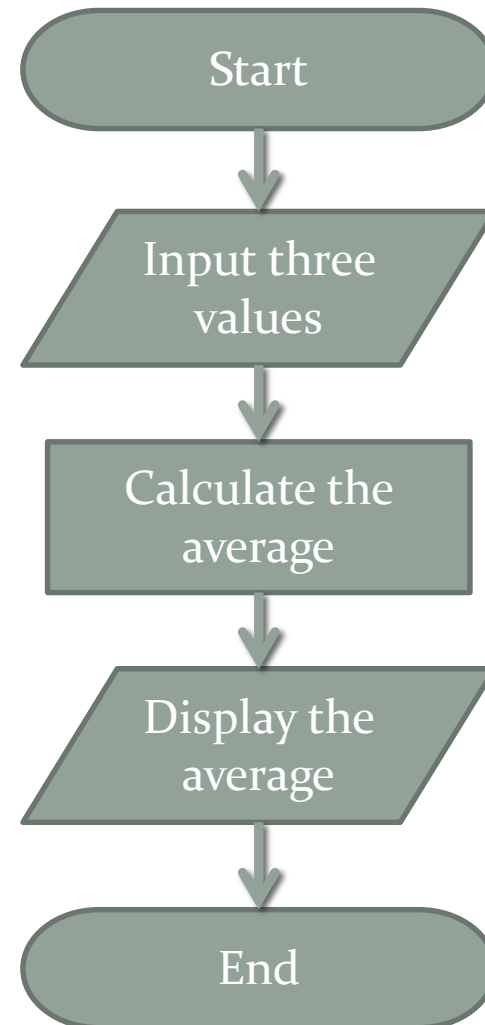 Start
Input three
values
Calculate the
average
Display the
average
End